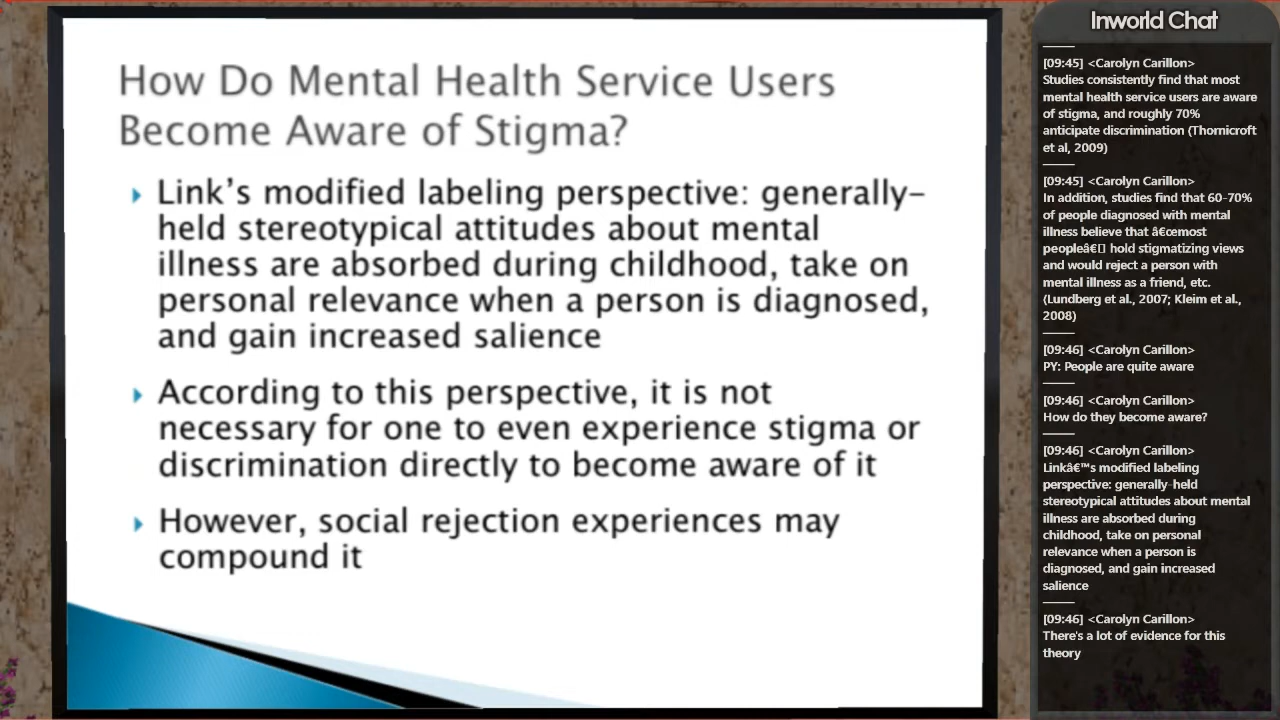 How Do Mental Health Service Users
Become Aware of Stigma?
Link’s modified labeling perspective: generally-
held stereotypical attitudes about mental
illness are absorbed during childhood, take on
personal relevance when a person is diagnosed,
and gain increased salience
According to this perspective, it is not
necessary for one to even experience stigma or
discrimination directly to become aware of it
However, social rejection experiences may
compound it
Inworld Chat
[09:45] <Carolyn Carillon>
Studies consistently find that most
mental health service users are aware
of stigma, and roughly 70%
anticipate discrimination (Thornicroft
et al, 2009)
[09:45] <Carolyn Carillon>
In addition, studies find that 60-70%
of people diagnosed with mental
illness believe that â€œmost
peopleâ€▯ hold stigmatizing views
and would reject a person with
mental illness as a friend, etc.
(Lundberg et al., 2007; Kleim et al.,
2008)
[09:46] <Carolyn Carillon>
PY: People are quite aware
[09:46] <Carolyn Carillon>
How do they become aware?
[09:46] <Carolyn Carillon>
Linkâ€™s modified labeling
perspective: generally-held
stereotypical attitudes about mental
illness are absorbed during
childhood, take on personal
relevance when a person is
diagnosed, and gain increased
salience
[09:46] <Carolyn Carillon>
There's a lot of evidence for this
theory